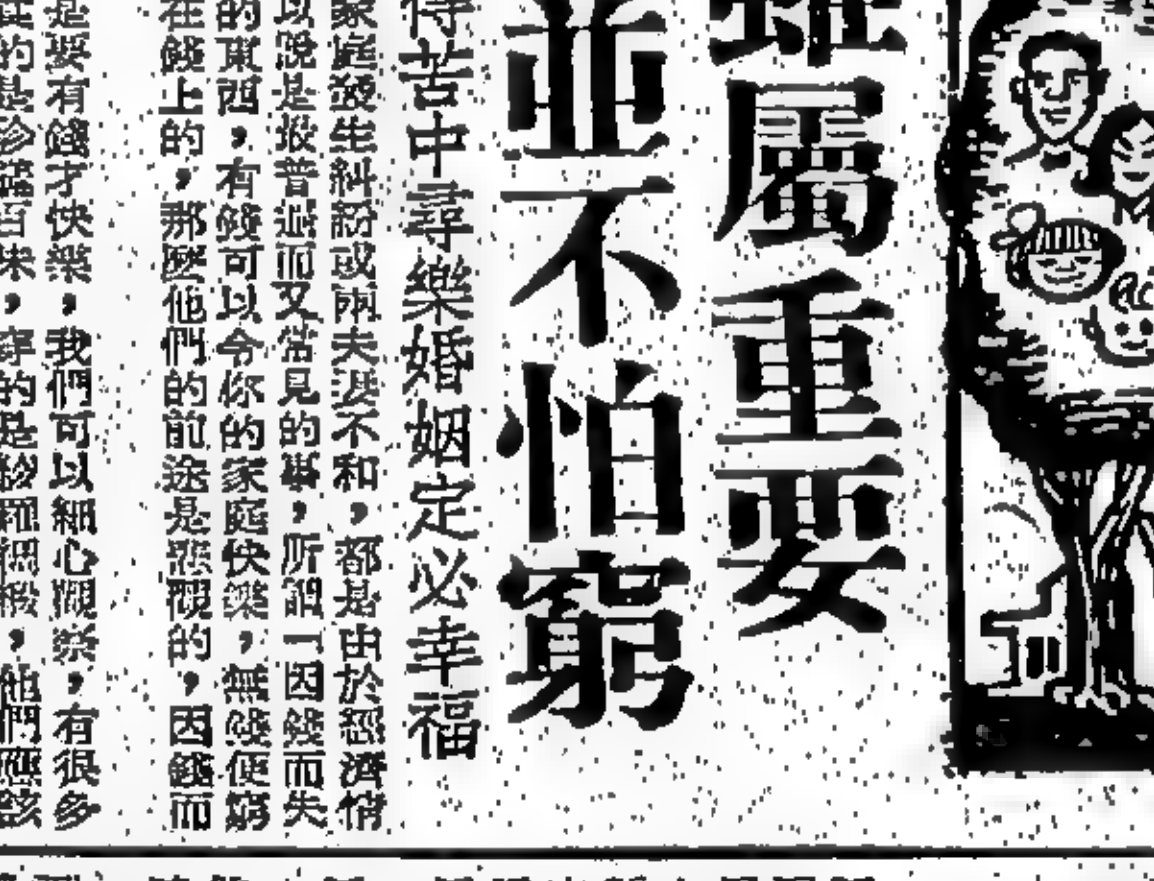 雖屬重要
並不怕窮
苦中尋樂婚姻定必幸福
家庭發生糾紛或兩夫妻不和，都是由於經濟情
以說是最普遍而又常見的事，所謂一因錢而失
的東西，有錢可以令你的家庭快樂，無錢便窮
在錢上的，那麼他們的前途是悲觀的，因錢而
是要有錢才快樂，我們可以細心觀察，有很多
的是珍羞百味，穿的是綾羅綢緞，他們應該